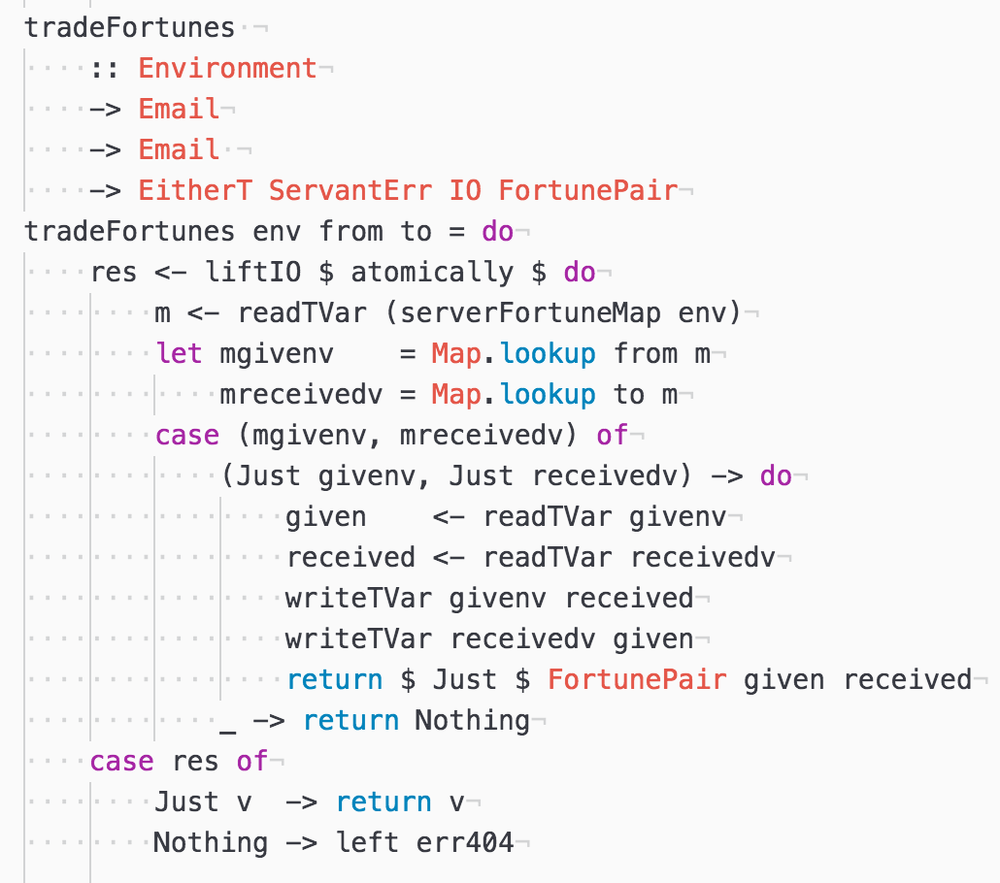 tradeFortunes
    :: Environment
    -> Email
    -> Email
    -> EitherT ServantErr IO FortunePair
tradeFortunes env from to = do
    res <- liftIO $ atomically $ do
        m <- readTVar (serverFortuneMap env)
        let mgivenv    = Map.lookup from m
            mreceivedv = Map.lookup to m
        case (mgivenv, mreceivedv) of
            (Just givenv, Just receivedv) -> do
                given    <- readTVar givenv
                received <- readTVar receivedv
                writeTVar givenv received
                writeTVar receivedv given
                return $ Just $ FortunePair given received
            _ -> return Nothing
    case res of
        Just v  -> return v
        Nothing -> left err404